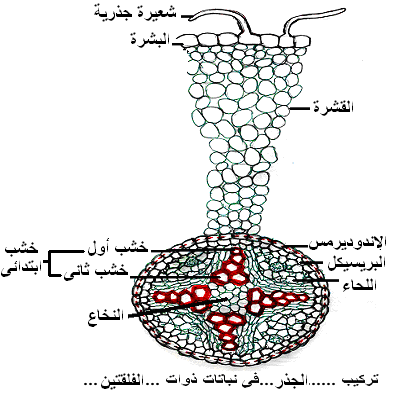 شعيرة جذرية
البشرة
القشرة
الاندوديرمس
البريسيكل
اللحاء
خشب أول
خشب ثانى
خشب ابتدائى
النخاع
تركيب ......الجذر...فى نباتات ذوات ...الفلقتين ...